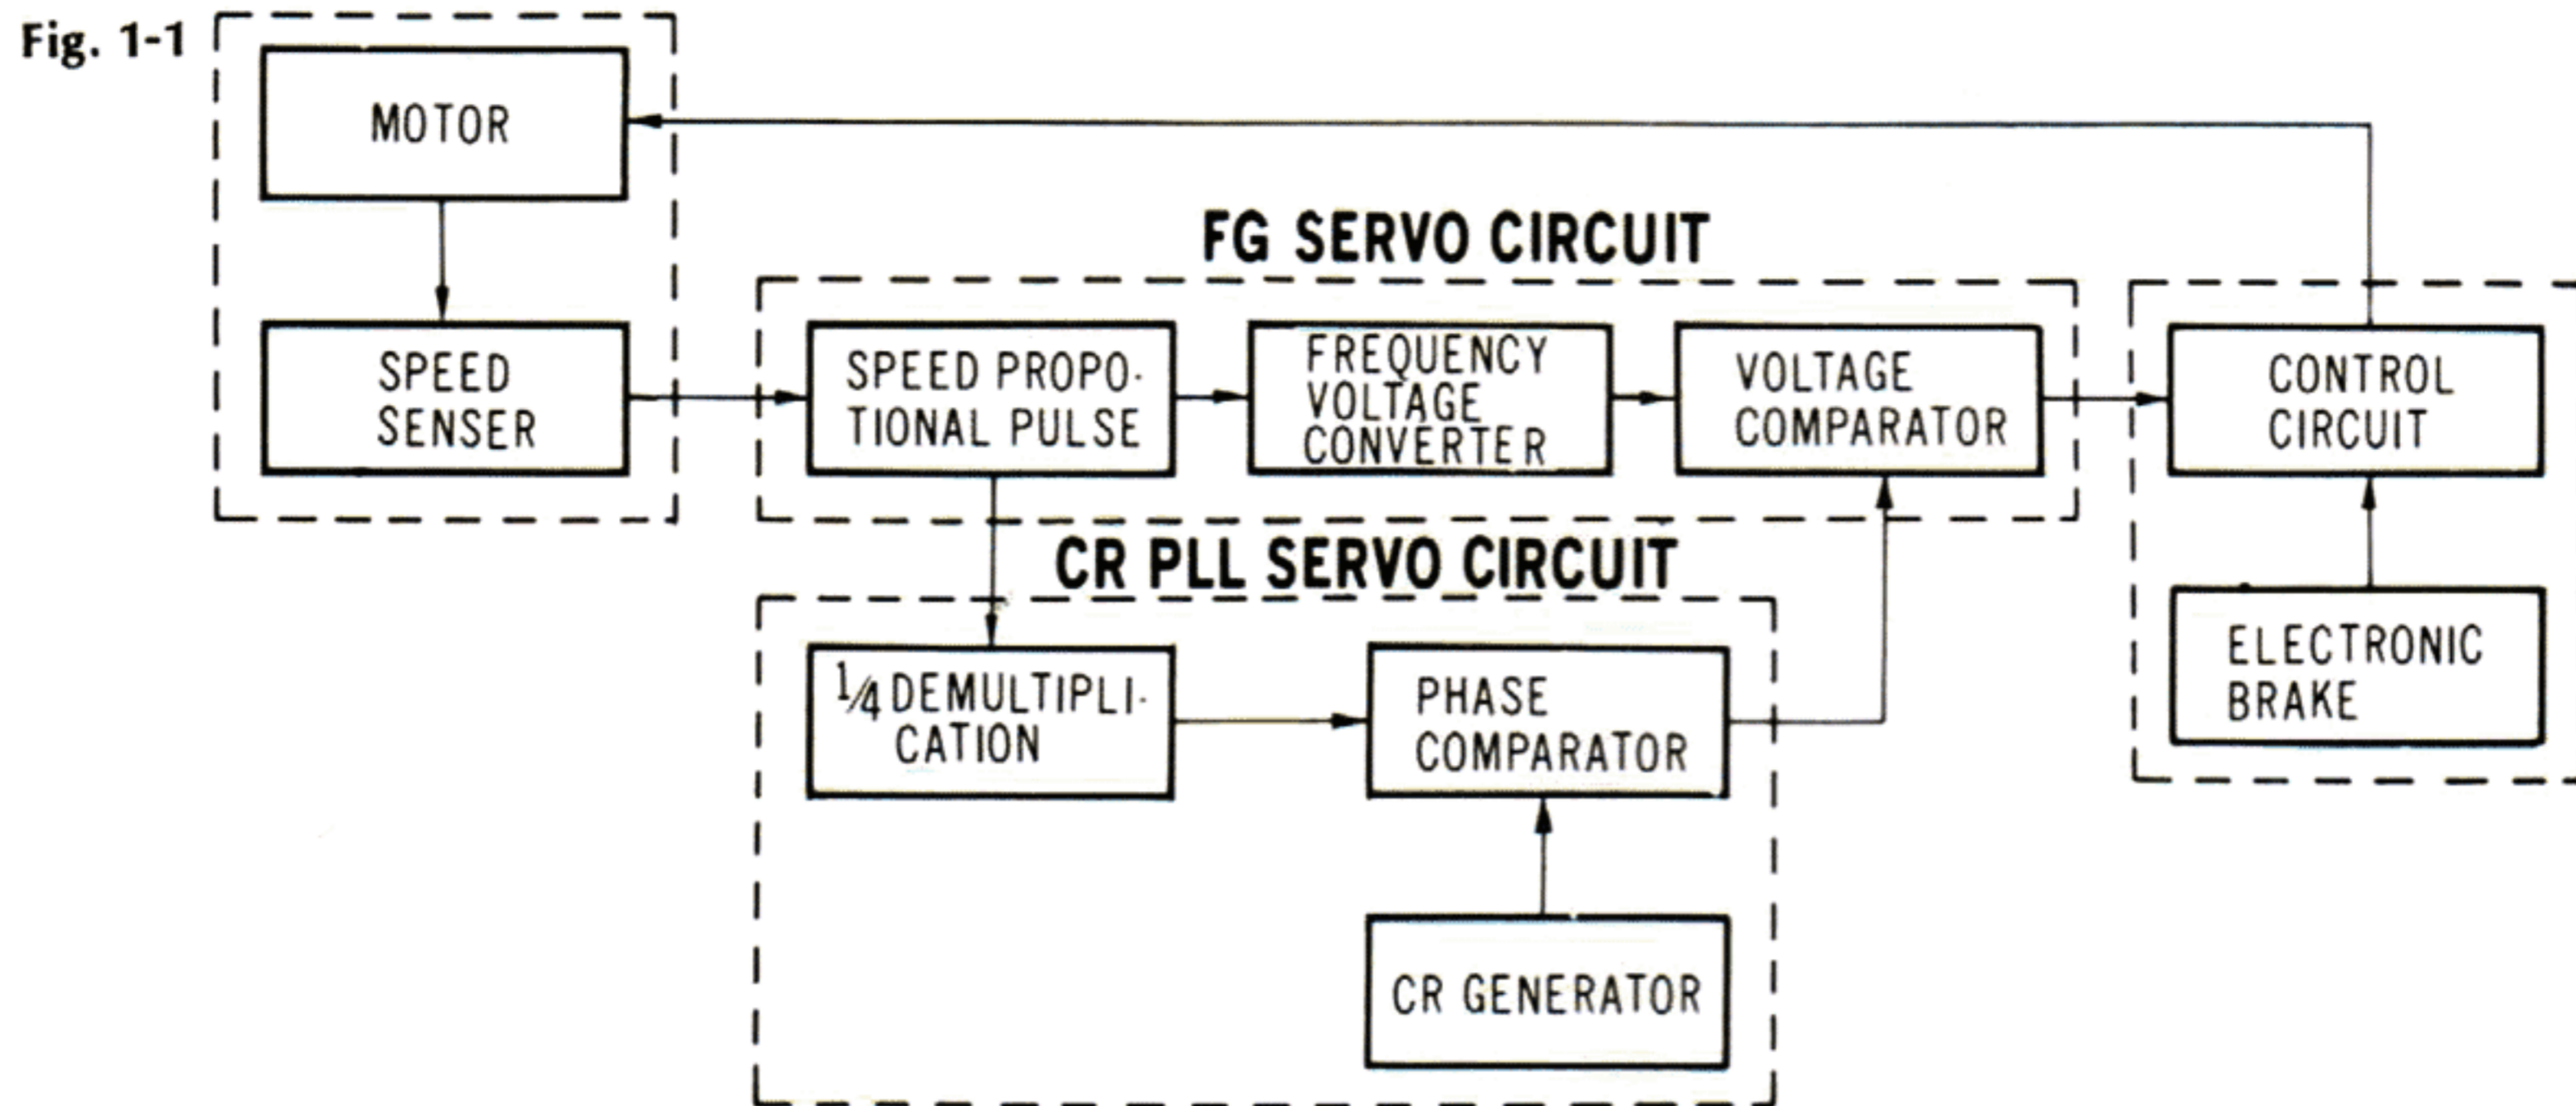 Fig. 1-1
MOTOR
SPEED
SENSER
FG SERVO CIRCUIT
SPEED PROPO-
TIONAL PULSE
FREQUENCY
VOLTAGE
CONVERTER
VOLTAGE
COMPARATOR
CONTROL
CIRCUIT
CR PLL SERVO CIRCUIT
1/4 DEMULTIPLI-
CATION
PHASE
COMPARATOR
ELECTRONIC
BRAKE
CR GENERATOR